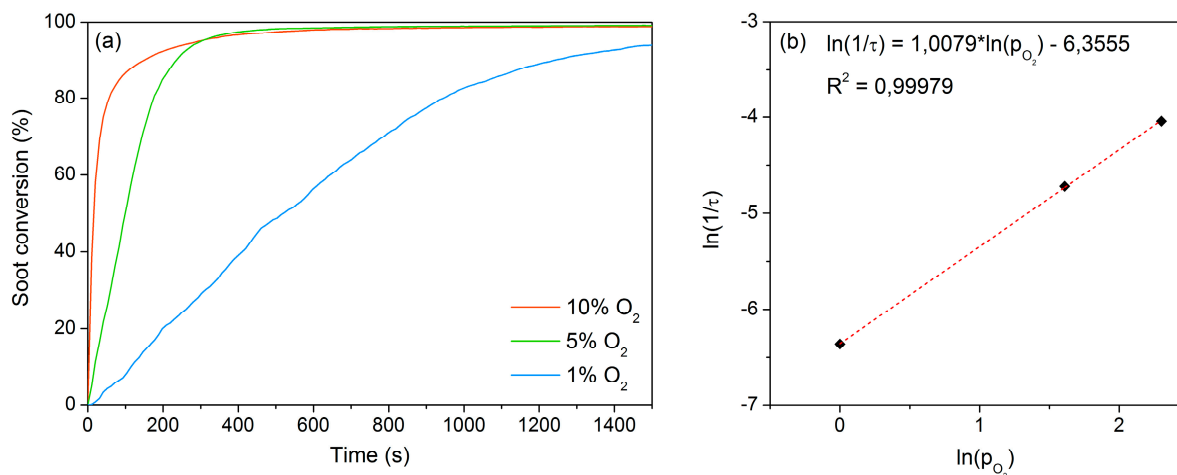 (a)
Soot conversion (%)
100
80
60
40
20
0
0 200 400 600 800 1000 1200 1400
Time (s)
10% O₂
5% O₂
1% O₂
(b)
ln(1/τ) = 1,0079*ln(p_O₂) - 6,3555
R² = 0,99979
ln(1/τ)
-3
-4
-5
-6
-7
0 1 2
ln(p_O₂)